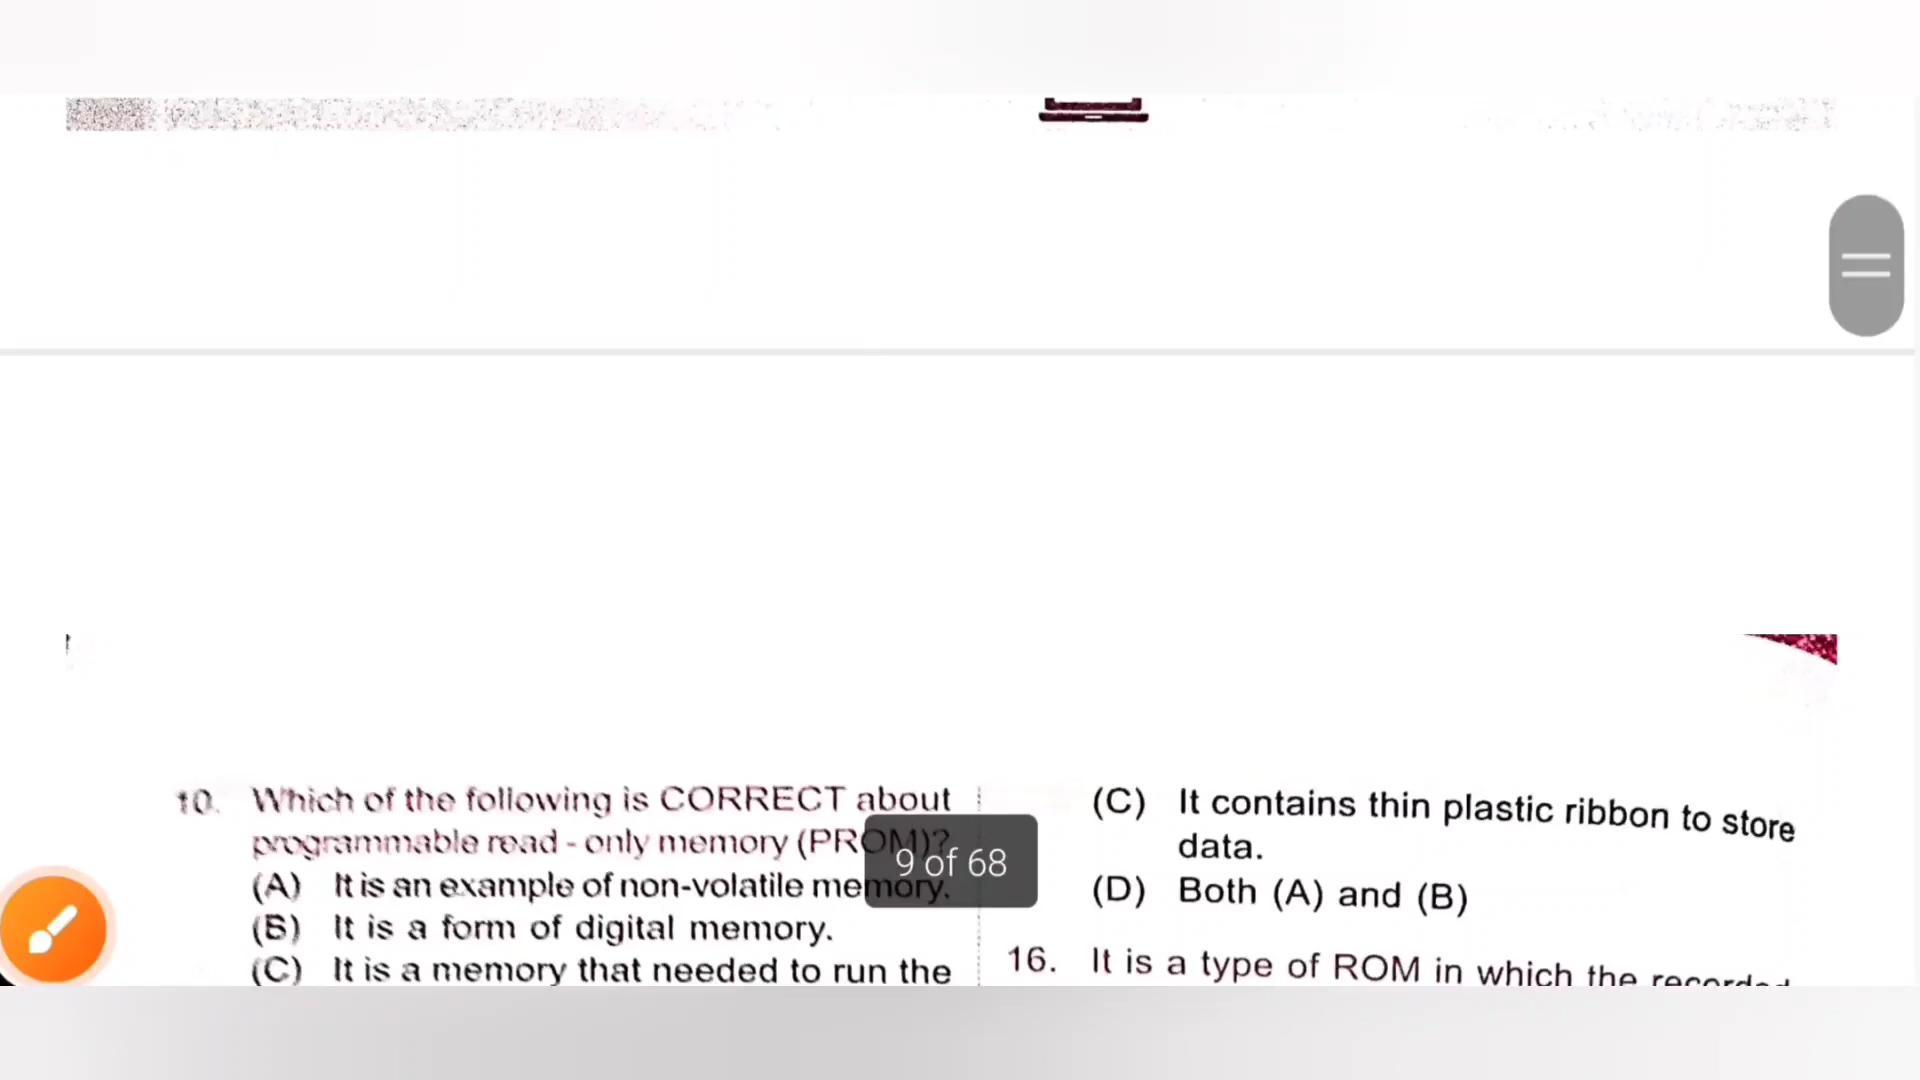 10. Which of the following is CORRECT about
programmable read - only memory (PROM)?
(A) It is an example of non-volatile memory.
(B) It is a form of digital memory.
(C) It is a memory that needed to run the
9 of 68
(C) It contains thin plastic ribbon to store
data.
(D) Both (A) and (B)
16. It is a type of ROM in which the recorded